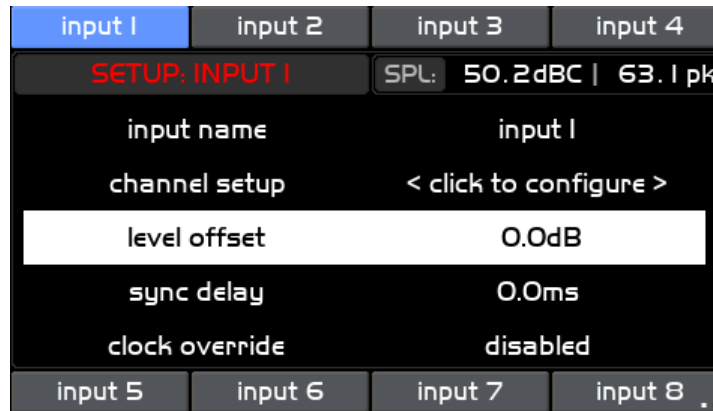 input 1 input 2 input 3 input 4
SETUP: INPUT 1 SPL: 50.2dBC | 63.1 pk
input name input 1
channel setup < click to configure >
level offset 0.0dB
sync delay 0.0ms
clock override disabled
input 5 input 6 input 7 input 8